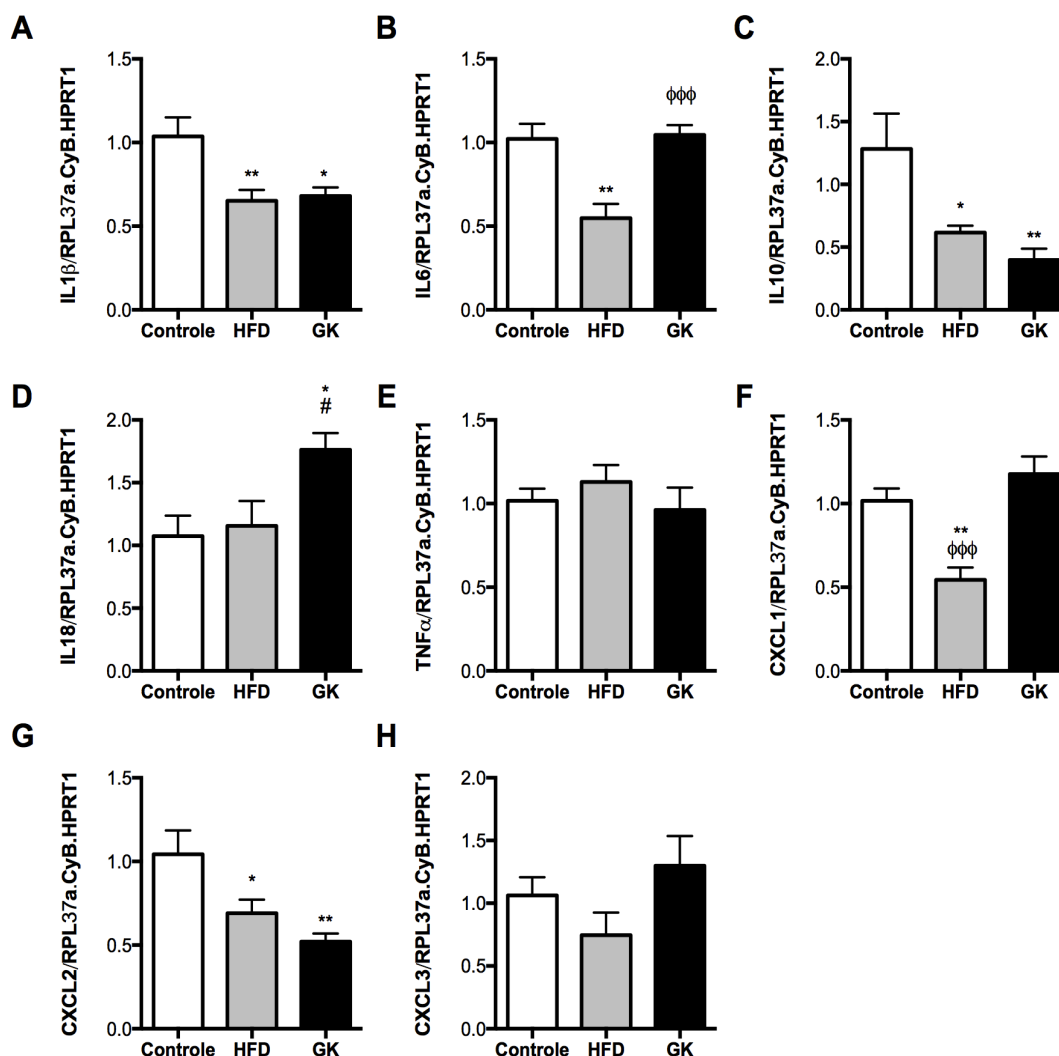 A
IL1β/RPL37a.CyB.HPRT1
1.5
1.0
0.5
0.0
**
*
Controle HFD GK
B
IL6/RPL37a.CyB.HPRT1
1.5
1.0
0.5
0.0
**
ϕϕϕ
Controle HFD GK
C
IL10/RPL37a.CyB.HPRT1
2.0
1.5
1.0
0.5
0.0
*
**
Controle HFD GK
D
IL18/RPL37a.CyB.HPRT1
2.0
1.5
1.0
0.5
0.0
*
#
Controle HFD GK
E
TNFα/RPL37a.CyB.HPRT1
1.5
1.0
0.5
0.0
Controle HFD GK
F
CXCL1/RPL37a.CyB.HPRT1
1.5
1.0
0.5
0.0
**
ϕϕϕ
Controle HFD GK
G
CXCL2/RPL37a.CyB.HPRT1
1.5
1.0
0.5
0.0
*
**
Controle HFD GK
H
CXCL3/RPL37a.CyB.HPRT1
2.0
1.5
1.0
0.5
0.0
Controle HFD GK